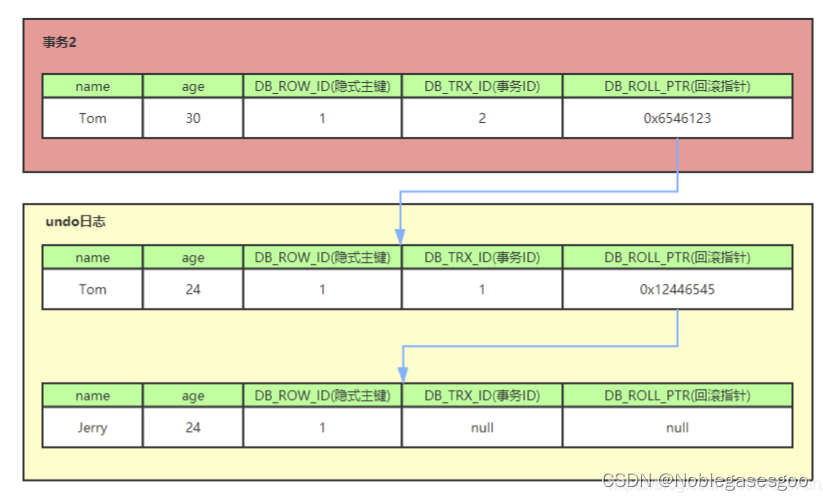 事务2
name age DB_ROW_ID(隐式主键) DB_TRX_ID(事务ID) DB_ROLL_PTR(回滚指针)
Tom 30 1 2 0x6546123
undo日志
name age DB_ROW_ID(隐式主键) DB_TRX_ID(事务ID) DB_ROLL_PTR(回滚指针)
Tom 24 1 1 0x12446545
name age DB_ROW_ID(隐式主键) DB_TRX_ID(事务ID) DB_ROLL_PTR(回滚指针)
Jerry 24 1 null null
CSDN @Noblegasesgoo